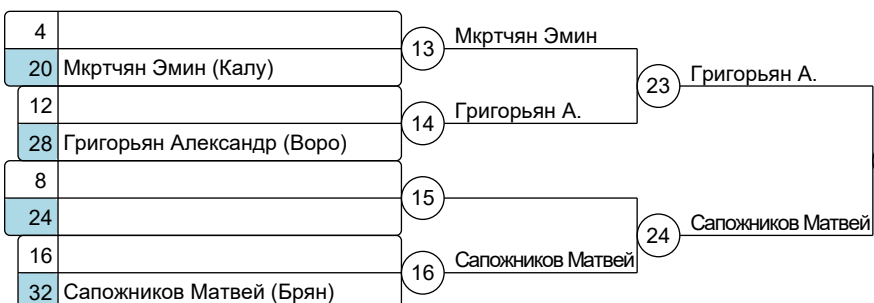 4
13 Мкртчян Эмин
20 Мкртчян Эмин (Калу)
23 Григорьян А.
12
14 Григорьян А.
28 Григорьян Александр (Воро)
8
15
24
24 Сапожников Матвей
16
16 Сапожников Матвей
32 Сапожников Матвей (Брян)